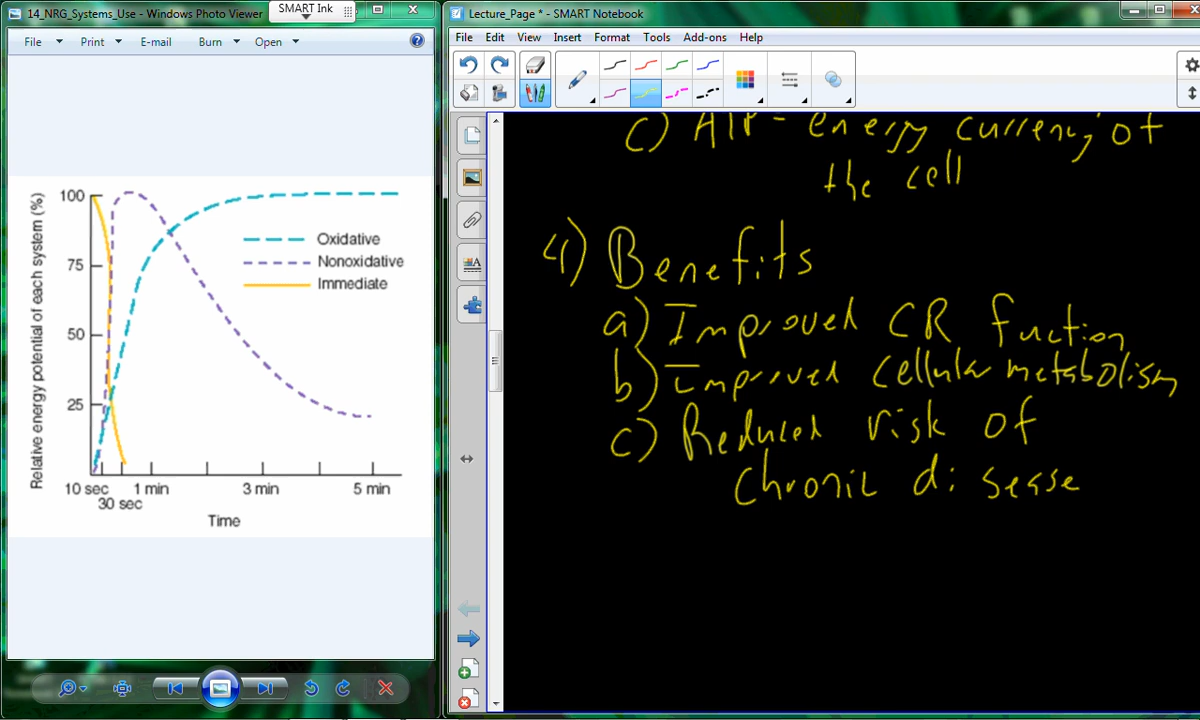 14_NRG_Systems_Use - Windows Photo Viewer
SMART Ink
File Print E-mail Burn Open
Relative energy potential of each system (%)
100
75
50
25
Oxidative
Nonoxidative
Immediate
10 sec 1 min 3 min 5 min
30 sec
Time
Lecture_Page * - SMART Notebook
File Edit View Insert Format Tools Add-ons Help
c) ATP - energy currency of
the cell
4) Benefits
a) Improved CR function
b) Improved cellular metabolism
c) Reduced risk of
chronic disease